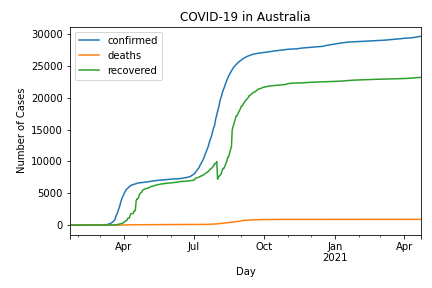 COVID-19 in Australia
confirmed
deaths
recovered
Number of Cases
30000
25000
20000
15000
10000
5000
0
Apr
Jul
Oct
Jan
2021
Apr
Day